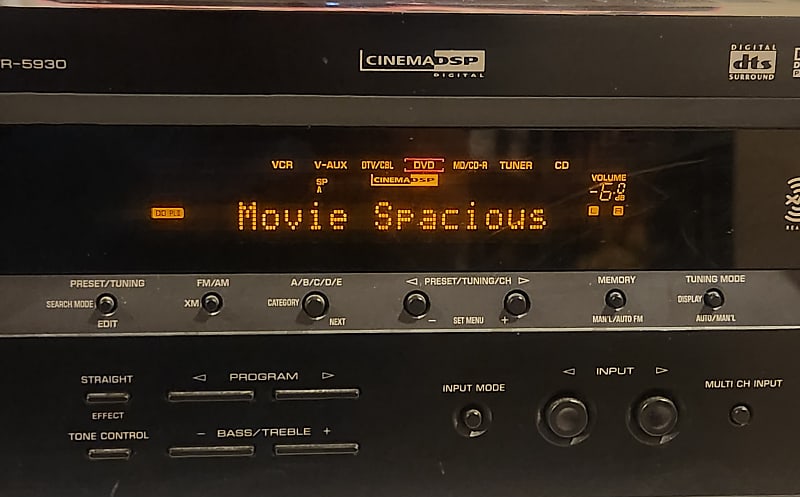 R-5930
CINEMA DSP
DIGITAL
DIGITAL
dts
SURROUND
VCR V-AUX DTV/CBL DVD MD/CD-R TUNER CD
SP
A
CINEMA DSP
VOLUME
-6.0 dB
L R
DD PLII
Movie Spacious
PRESET/TUNING FM/AM A/B/C/D/E ◁ PRESET/TUNING/CH ▷ MEMORY TUNING MODE
SEARCH MODE XM CATEGORY DISPLAY
EDIT NEXT – SET MENU + MAN'L/AUTO FM AUTO/MAN'L
STRAIGHT ◁ PROGRAM ▷
EFFECT
INPUT MODE ◁ INPUT ▷ MULTI CH INPUT
TONE CONTROL – BASS/TREBLE +